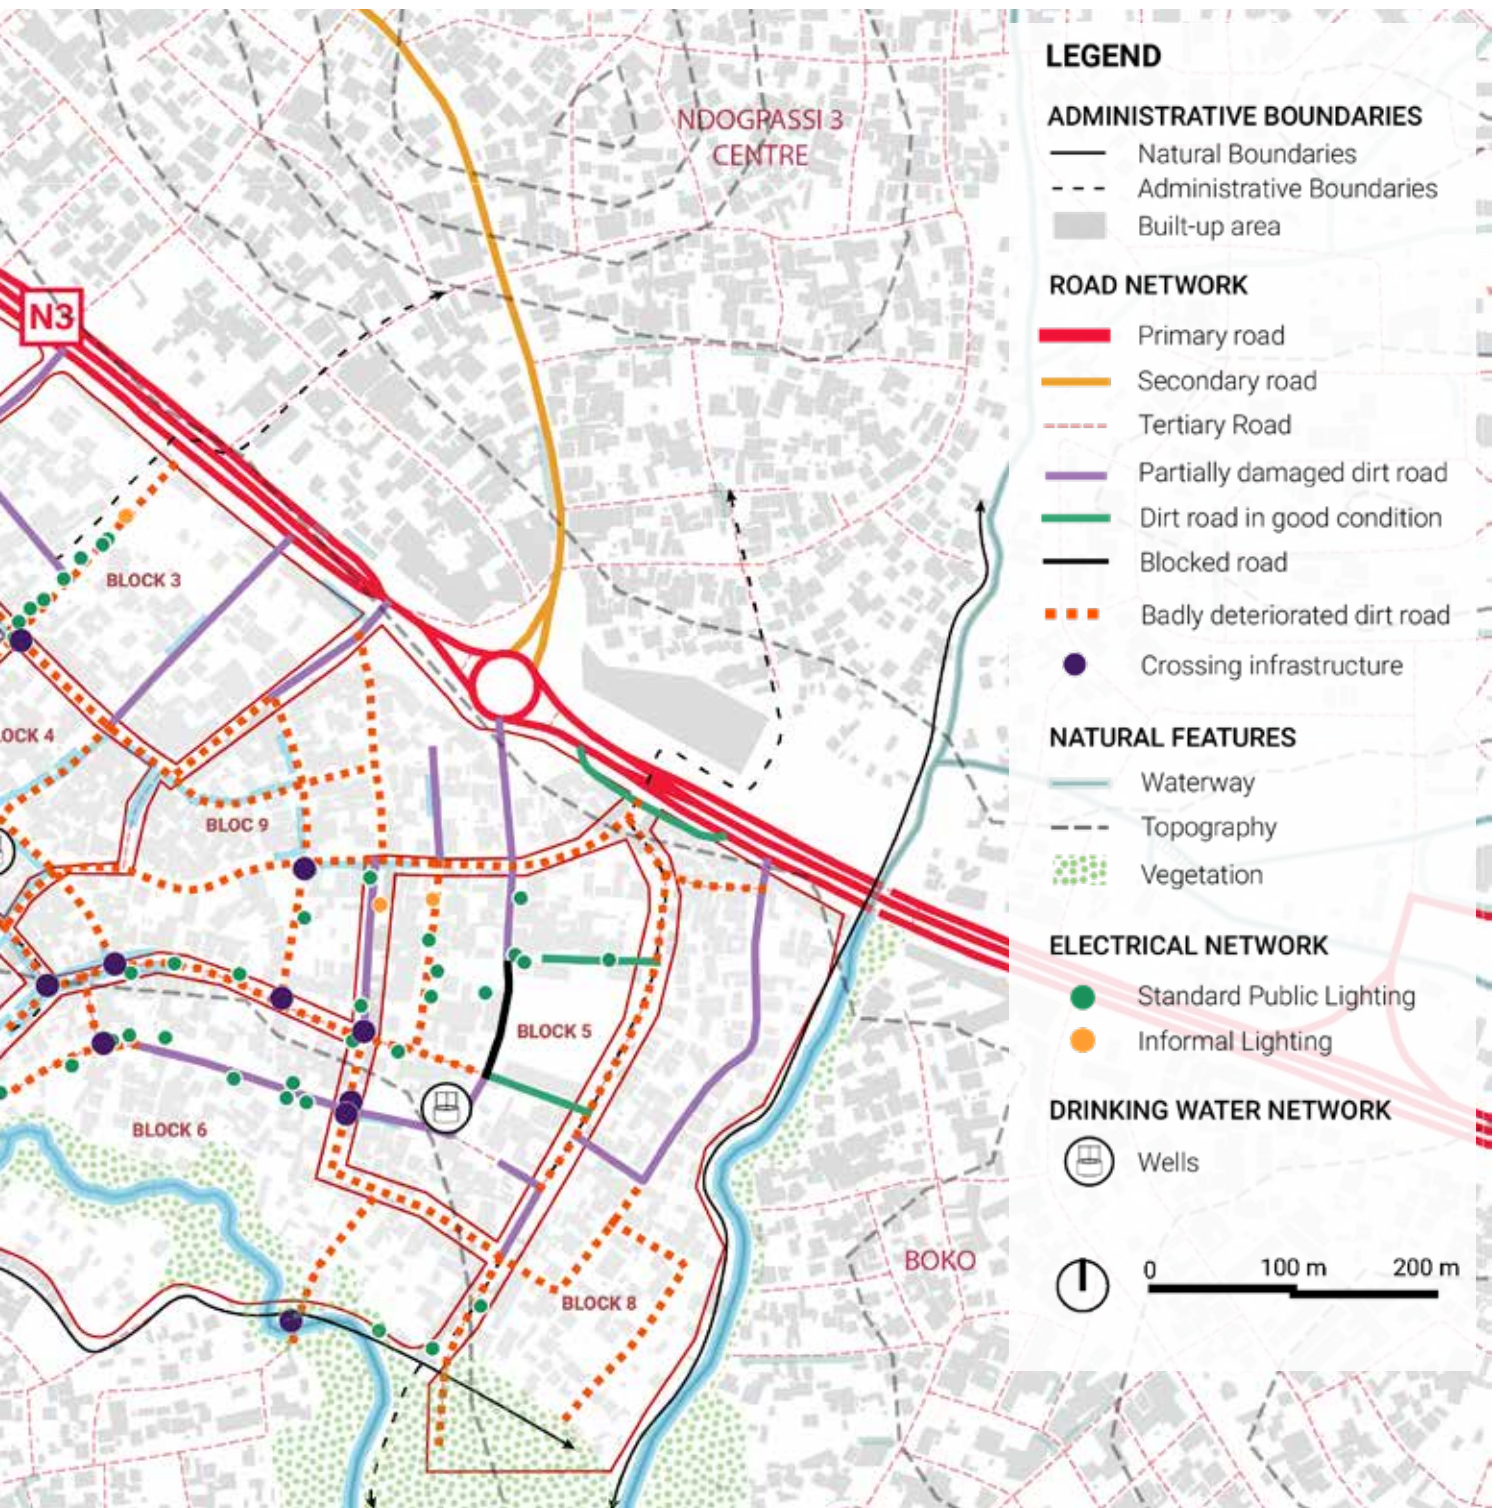 NDOGPASSI 3
CENTRE
N3
BLOCK 3
OCK 4
BLOC 9
BLOCK 5
BLOCK 6
BLOCK 8
BOKO
LEGEND
ADMINISTRATIVE BOUNDARIES
Natural Boundaries
Administrative Boundaries
Built-up area
ROAD NETWORK
Primary road
Secondary road
Tertiary Road
Partially damaged dirt road
Dirt road in good condition
Blocked road
Badly deteriorated dirt road
Crossing infrastructure
NATURAL FEATURES
Waterway
Topography
Vegetation
ELECTRICAL NETWORK
Standard Public Lighting
Informal Lighting
DRINKING WATER NETWORK
Wells
0 100 m 200 m